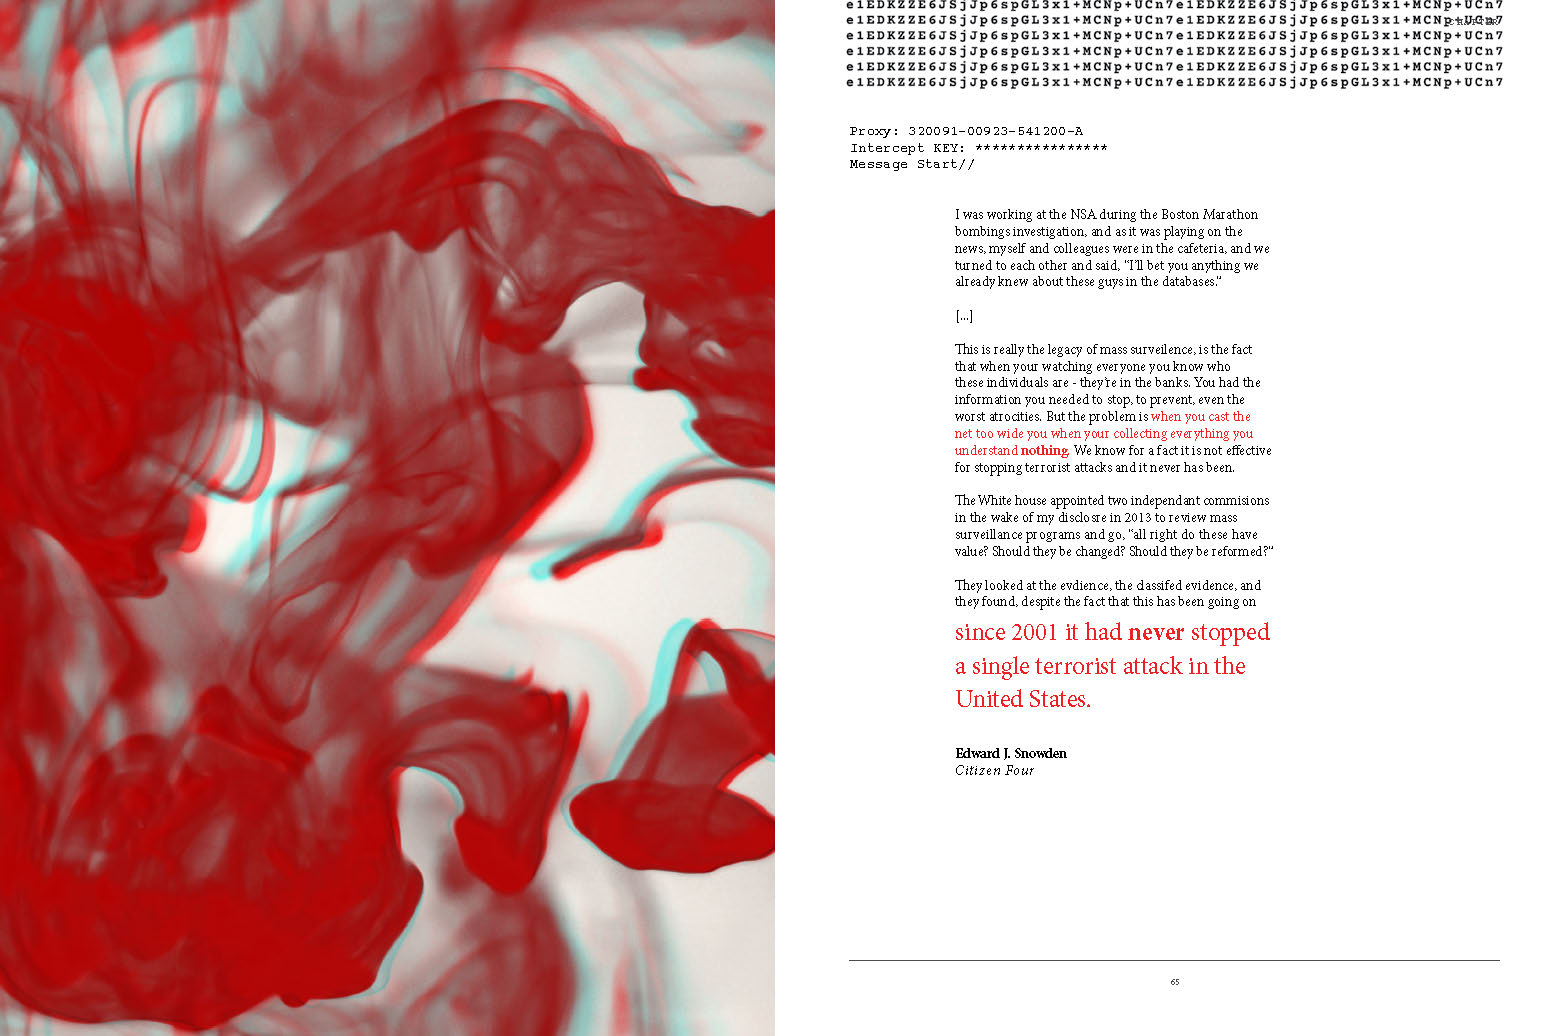 e1EDKZZE6JSjJp6spGL3x1+MCNp+UCn7e1EDKZZE6JSjJp6spGL3x1+MCNp+UCn7
e1EDKZZE6JSjJp6spGL3x1+MCNp+UCn7e1EDKZZE6JSjJp6spGL3x1+MCNp+UCn7
e1EDKZZE6JSjJp6spGL3x1+MCNp+UCn7e1EDKZZE6JSjJp6spGL3x1+MCNp+UCn7
e1EDKZZE6JSjJp6spGL3x1+MCNp+UCn7e1EDKZZE6JSjJp6spGL3x1+MCNp+UCn7
e1EDKZZE6JSjJp6spGL3x1+MCNp+UCn7e1EDKZZE6JSjJp6spGL3x1+MCNp+UCn7
e1EDKZZE6JSjJp6spGL3x1+MCNp+UCn7e1EDKZZE6JSjJp6spGL3x1+MCNp+UCn7
Proxy: 320091-00923-541200-A
Intercept KEY: ****************
Message Start//
I was working at the NSA during the Boston Marathon
bombings investigation, and as it was playing on the
news, myself and colleagues were in the cafeteria, and we
turned to each other and said, “I’ll bet you anything we
already knew about these guys in the databases.”
[...]
This is really the legacy of mass surveilence, is the fact
that when your watching everyone you know who
these individuals are - they’re in the banks. You had the
information you needed to stop, to prevent, even the
worst atrocities. But the problem is when you cast the
net too wide you when your collecting everything you
understand nothing. We know for a fact it is not effective
for stopping terrorist attacks and it never has been.
The White house appointed two independant commisions
in the wake of my disclosre in 2013 to review mass
surveillance programs and go, “all right do these have
value? Should they be changed? Should they be reformed?”
They looked at the evdience, the classifed evidence, and
they found, despite the fact that this has been going on
since 2001 it had never stopped
a single terrorist attack in the
United States.
Edward J. Snowden
Citizen Four
65